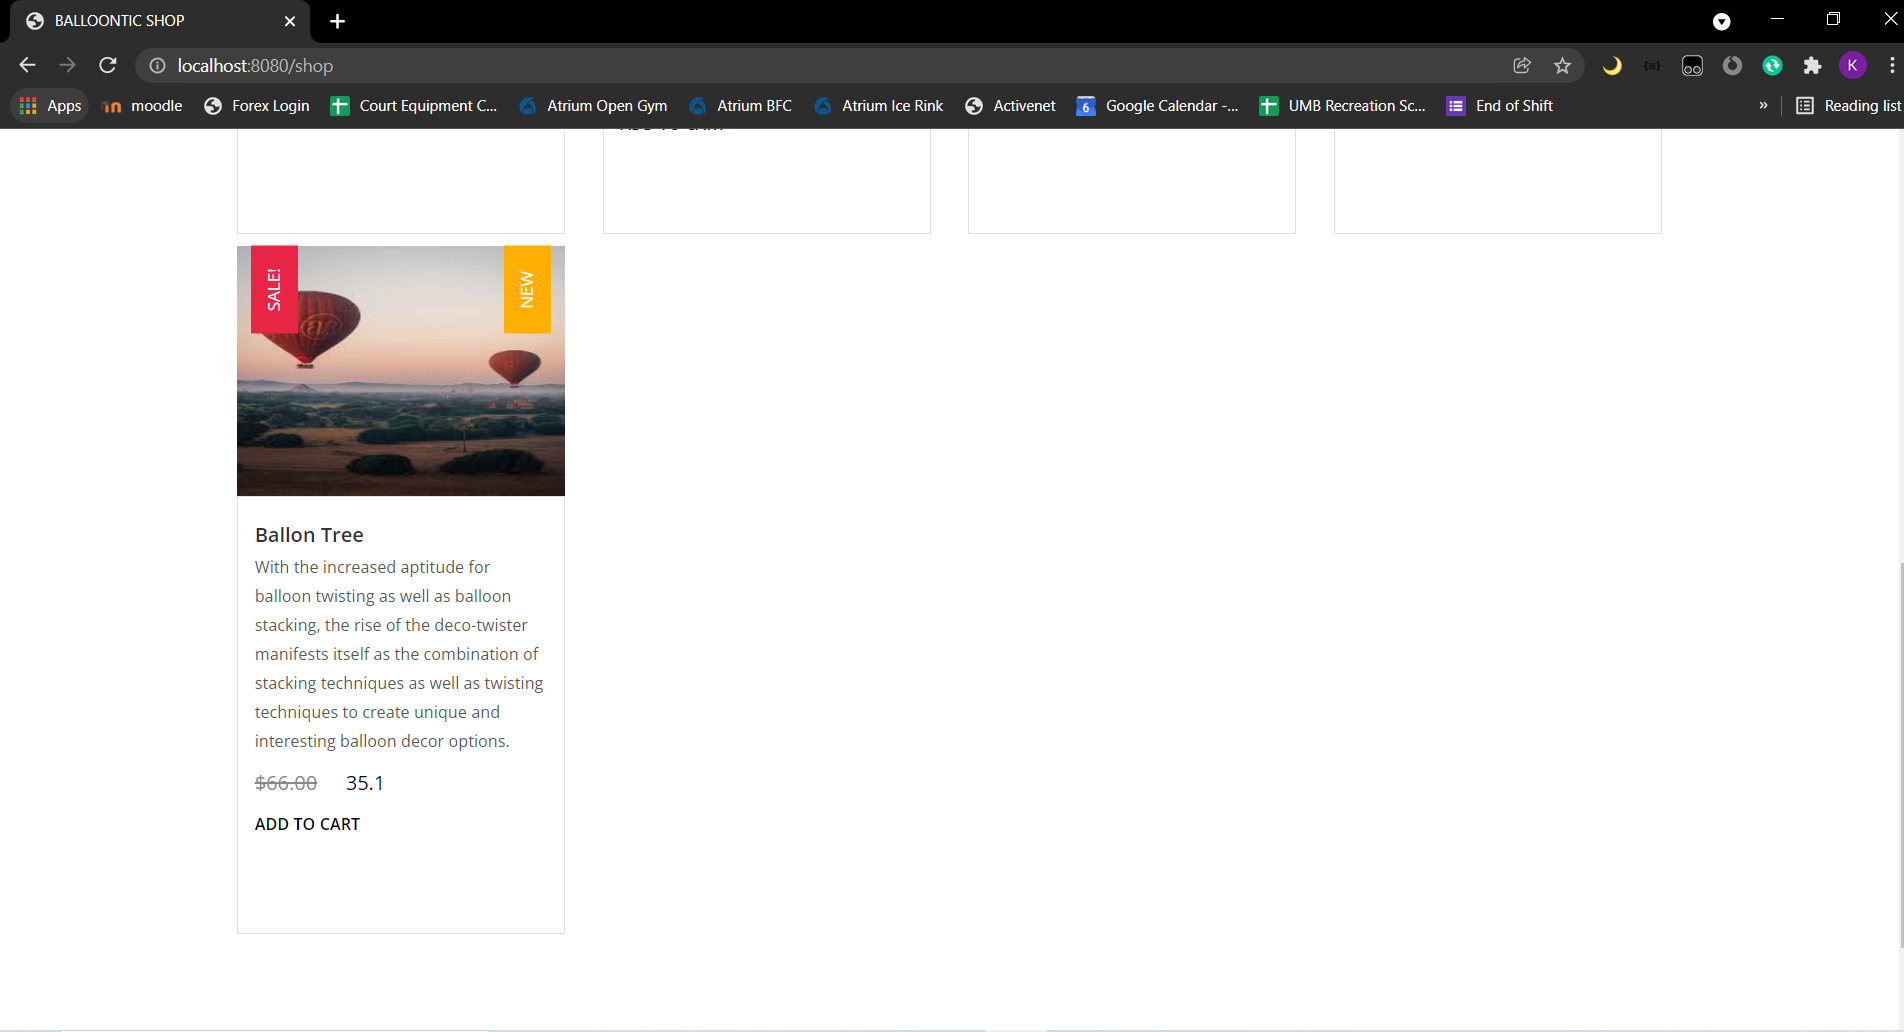 BALLOONTIC SHOP
localhost:8080/shop
K
Apps moodle Forex Login Court Equipment C... Atrium Open Gym Atrium BFC Atrium Ice Rink Activenet 6 Google Calendar -... UMB Recreation Sc... End of Shift » Reading list
SALE!
NEW
Ballon Tree
With the increased aptitude for
balloon twisting as well as balloon
stacking, the rise of the deco-twister
manifests itself as the combination of
stacking techniques as well as twisting
techniques to create unique and
interesting balloon decor options.
$66.00 35.1
ADD TO CART